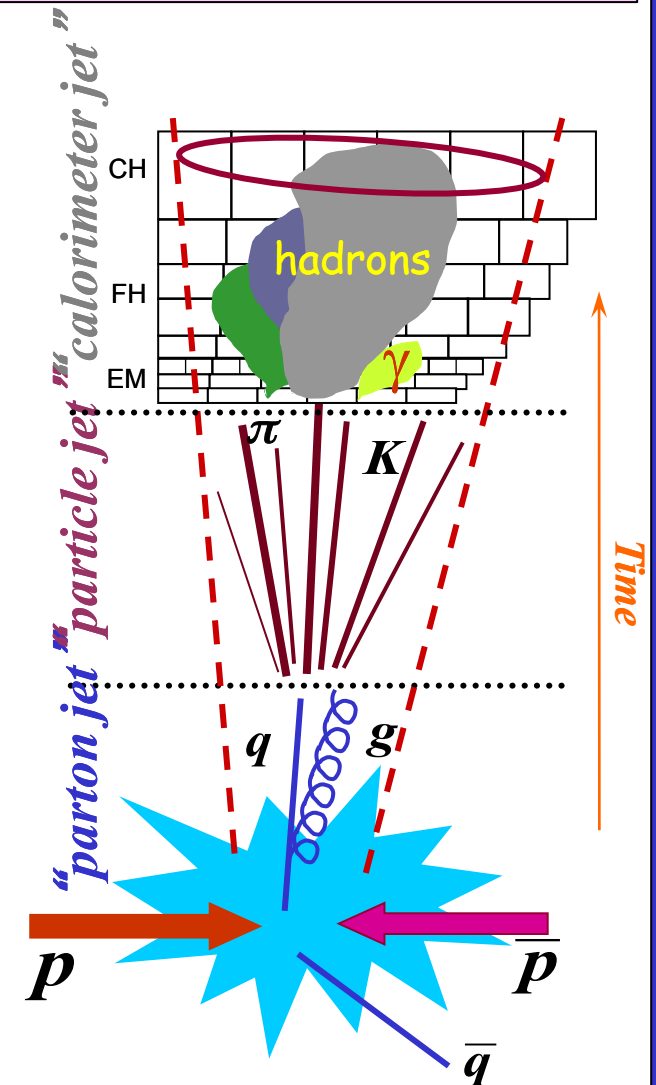 “calorimeter jet”
CH
hadrons
FH
γ
EM
π
K
“particle jet”
Time
“parton jet”
q
g
p
p̅
q̅